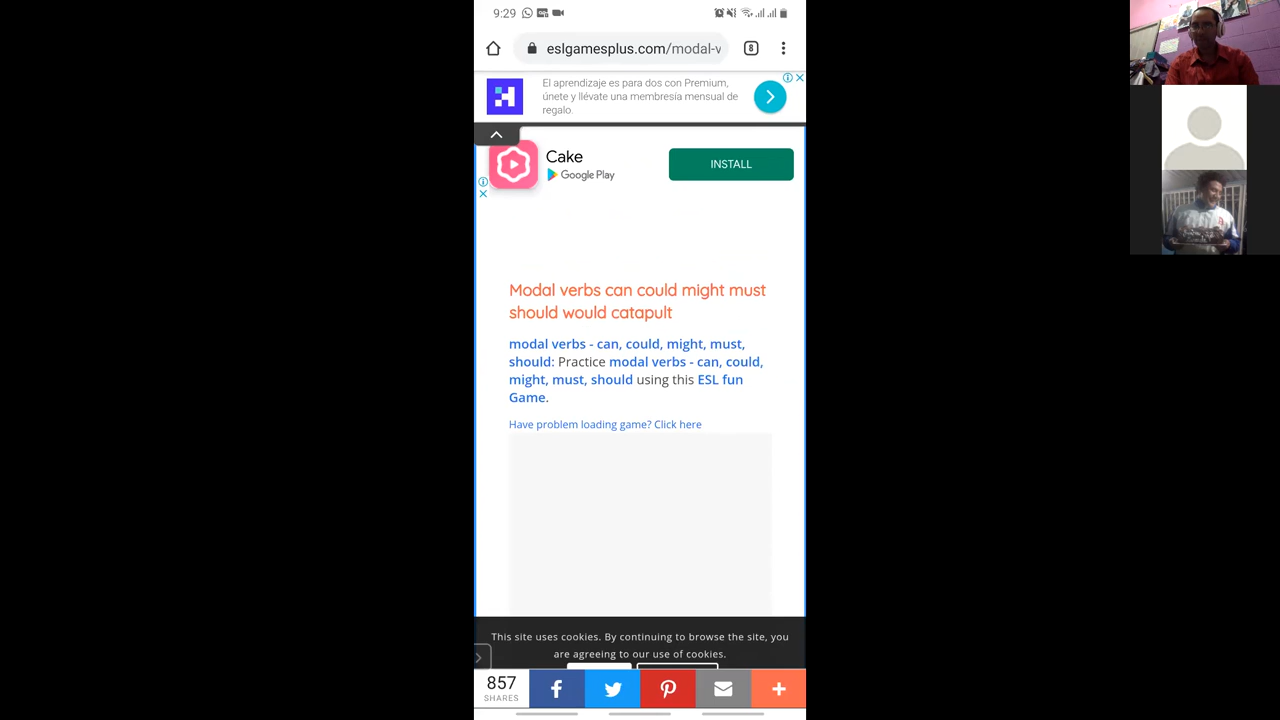 9:29
eslgamesplus.com/modal-v
8
El aprendizaje es para dos con Premium,
únete y llévate una membresía mensual de
regalo.
Cake
Google Play
INSTALL
Modal verbs can could might must
should would catapult
modal verbs - can, could, might, must,
should: Practice modal verbs - can, could,
might, must, should using this ESL fun
Game.
Have problem loading game? Click here
This site uses cookies. By continuing to browse the site, you
are agreeing to our use of cookies.
857
SHARES